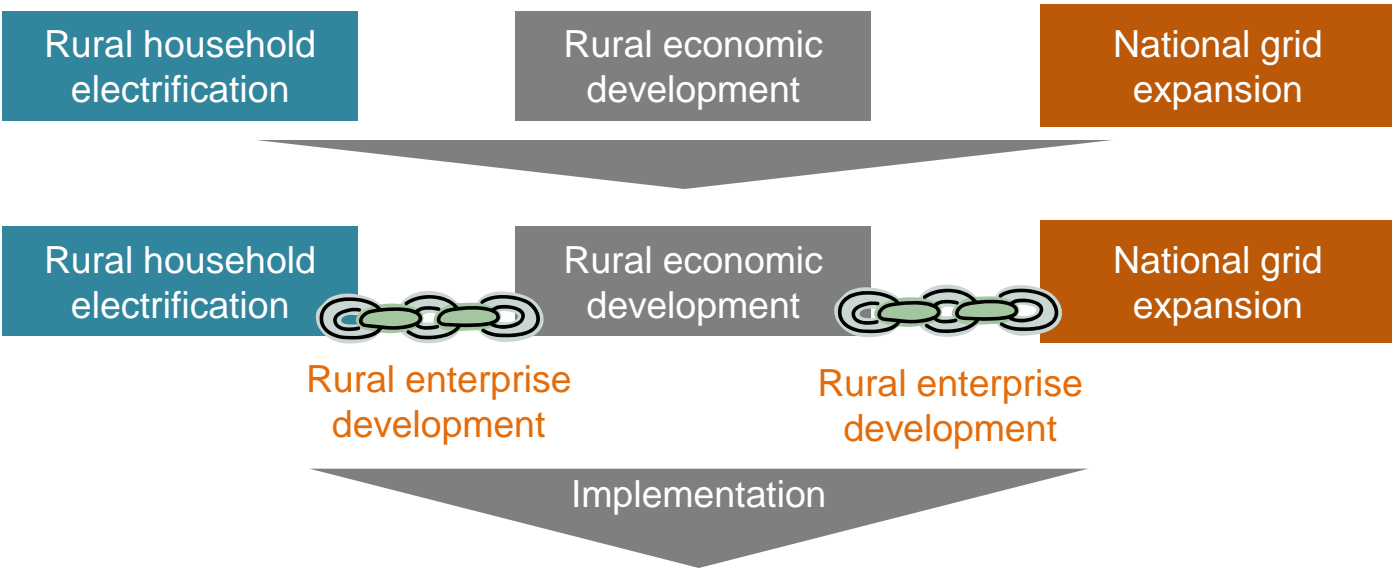 Rural household
electrification
Rural economic
development
National grid
expansion
Rural household
electrification
Rural economic
development
National grid
expansion
Rural enterprise
development
Rural enterprise
development
Implementation